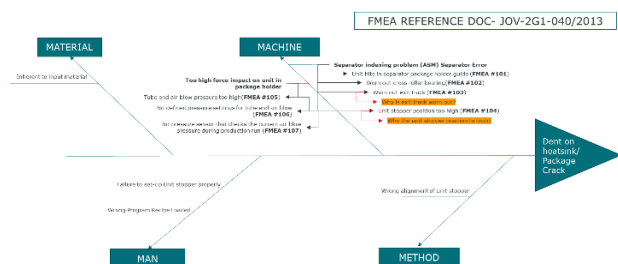 FMEA REFERENCE DOC- JOV-2G1-040/2013
MATERIAL
MACHINE
Inherent to input material
Separator indexing problem (ASM) Separator Error
Unit hits in separator package holder guide (FMEA #101)
Worn out cross roller bearing(FMEA #102)
Worn out exit track (FMEA #103)
Why is exit track worn out?
Unit stopper position too high (FMEA #104)
Why the unit stopper position is high?
Too high force impact on unit in
package holder
Tube end air blow pressure too high(FMEA #105)
No defined pressure settings for tube end air blow
(FMEA #106)
No pressure sensor that checks the current air blow
pressure during production run (FMEA #107)
Dent on
heatsink/
Package
Crack
Failure to set-up Unit stopper properly
Wrong Program Recipe Loaded
Wrong alignment of Unit stopper
MAN
METHOD